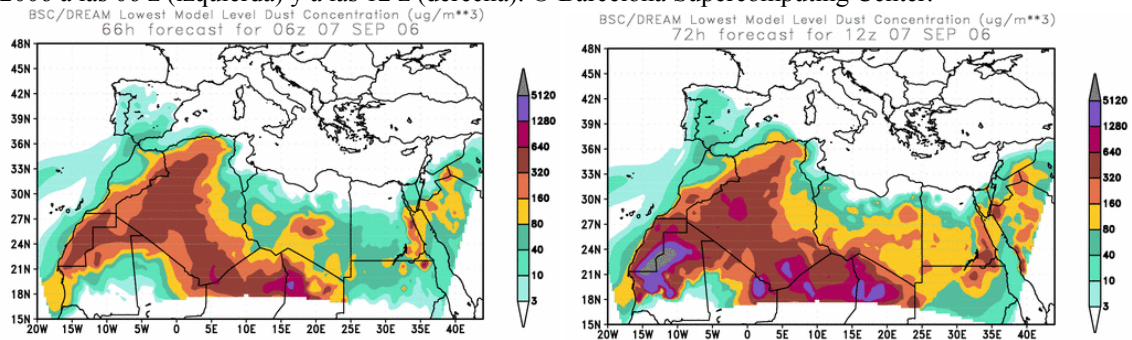 2006 a las 06 z (izquierda) y a las 12 z (derecha). © Barcelona Supercomputing Center.
BSC/DREAM Lowest Model Level Dust Concentration (ug/m**3)
66h forecast for 06z 07 SEP 06
48N
45N
42N
39N
36N
33N
30N
27N
24N
21N
18N
15N
20W 15W 10W 5W 0 5E 10E 15E 20E 25E 30E 35E 40E
5120
1280
640
320
160
80
40
10
3
BSC/DREAM Lowest Model Level Dust Concentration (ug/m**3)
72h forecast for 12z 07 SEP 06
48N
45N
42N
39N
36N
33N
30N
27N
24N
21N
18N
15N
20W 15W 10W 5W 0 5E 10E 15E 20E 25E 30E 35E 40E
5120
1280
640
320
160
80
40
10
3